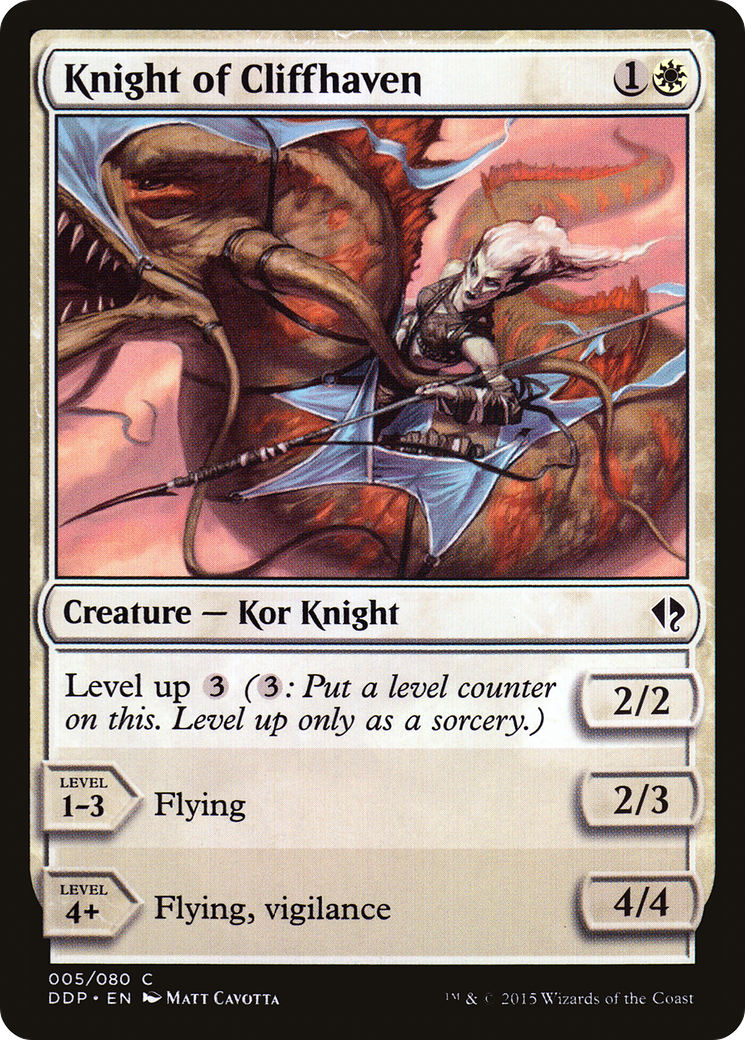 Knight of Cliffhaven 1
Creature — Kor Knight
Level up 3 (3: Put a level counter
on this. Level up only as a sorcery.)
2/2
LEVEL
1-3
Flying
2/3
LEVEL
4+
Flying, vigilance
4/4
005/080 C
DDP • EN Matt Cavotta
™ & © 2015 Wizards of the Coast